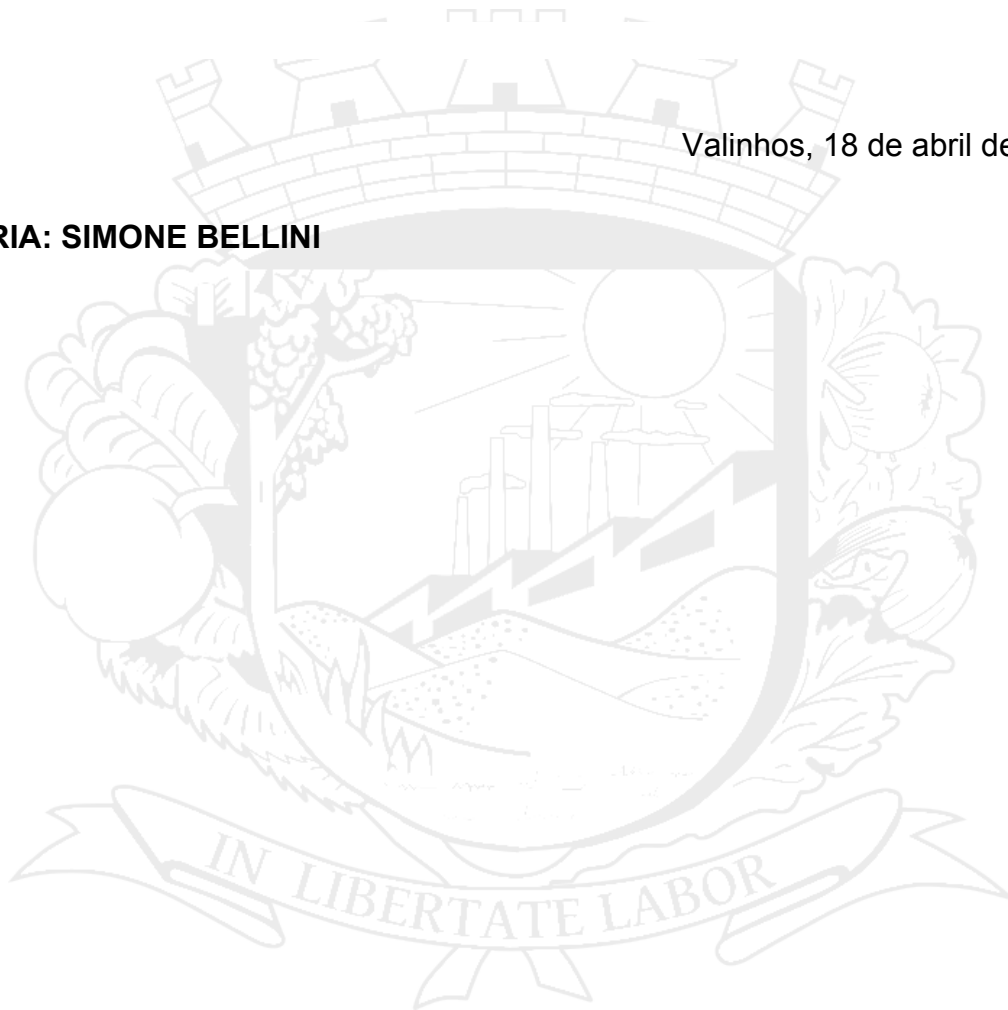 Valinhos, 18 de abril de
RIA: SIMONE BELLINI
IN LIBERTATE LABOR